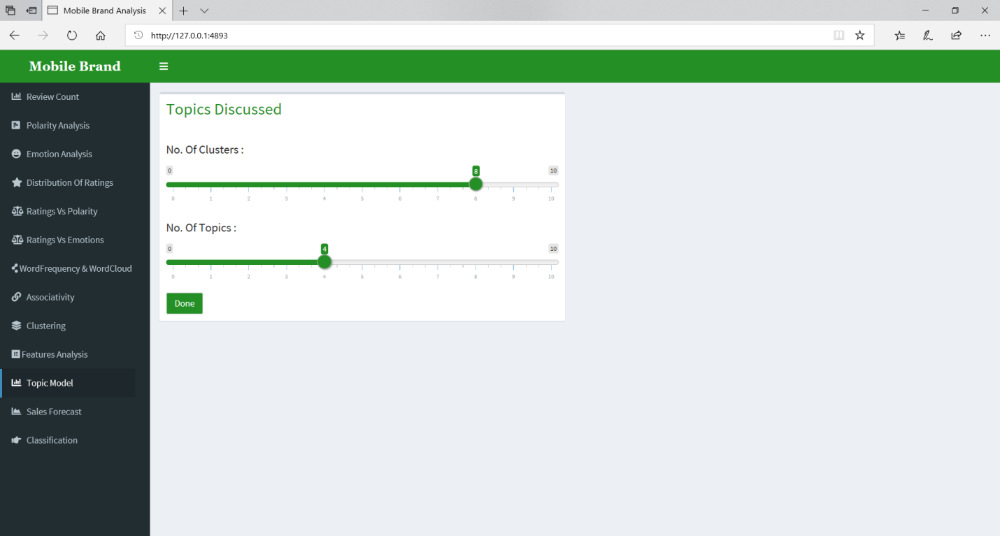 Mobile Brand Analysis
http://127.0.0.1:4893
Mobile Brand
Review Count
Polarity Analysis
Emotion Analysis
Distribution Of Ratings
Ratings Vs Polarity
Ratings Vs Emotions
WordFrequency & WordCloud
Associativity
Clustering
Features Analysis
Topic Model
Sales Forecast
Classification
Topics Discussed
No. Of Clusters :
0 8 10
0 1 2 3 4 5 6 7 8 9 10
No. Of Topics :
0 4 10
0 1 2 3 4 5 6 7 8 9 10
Done